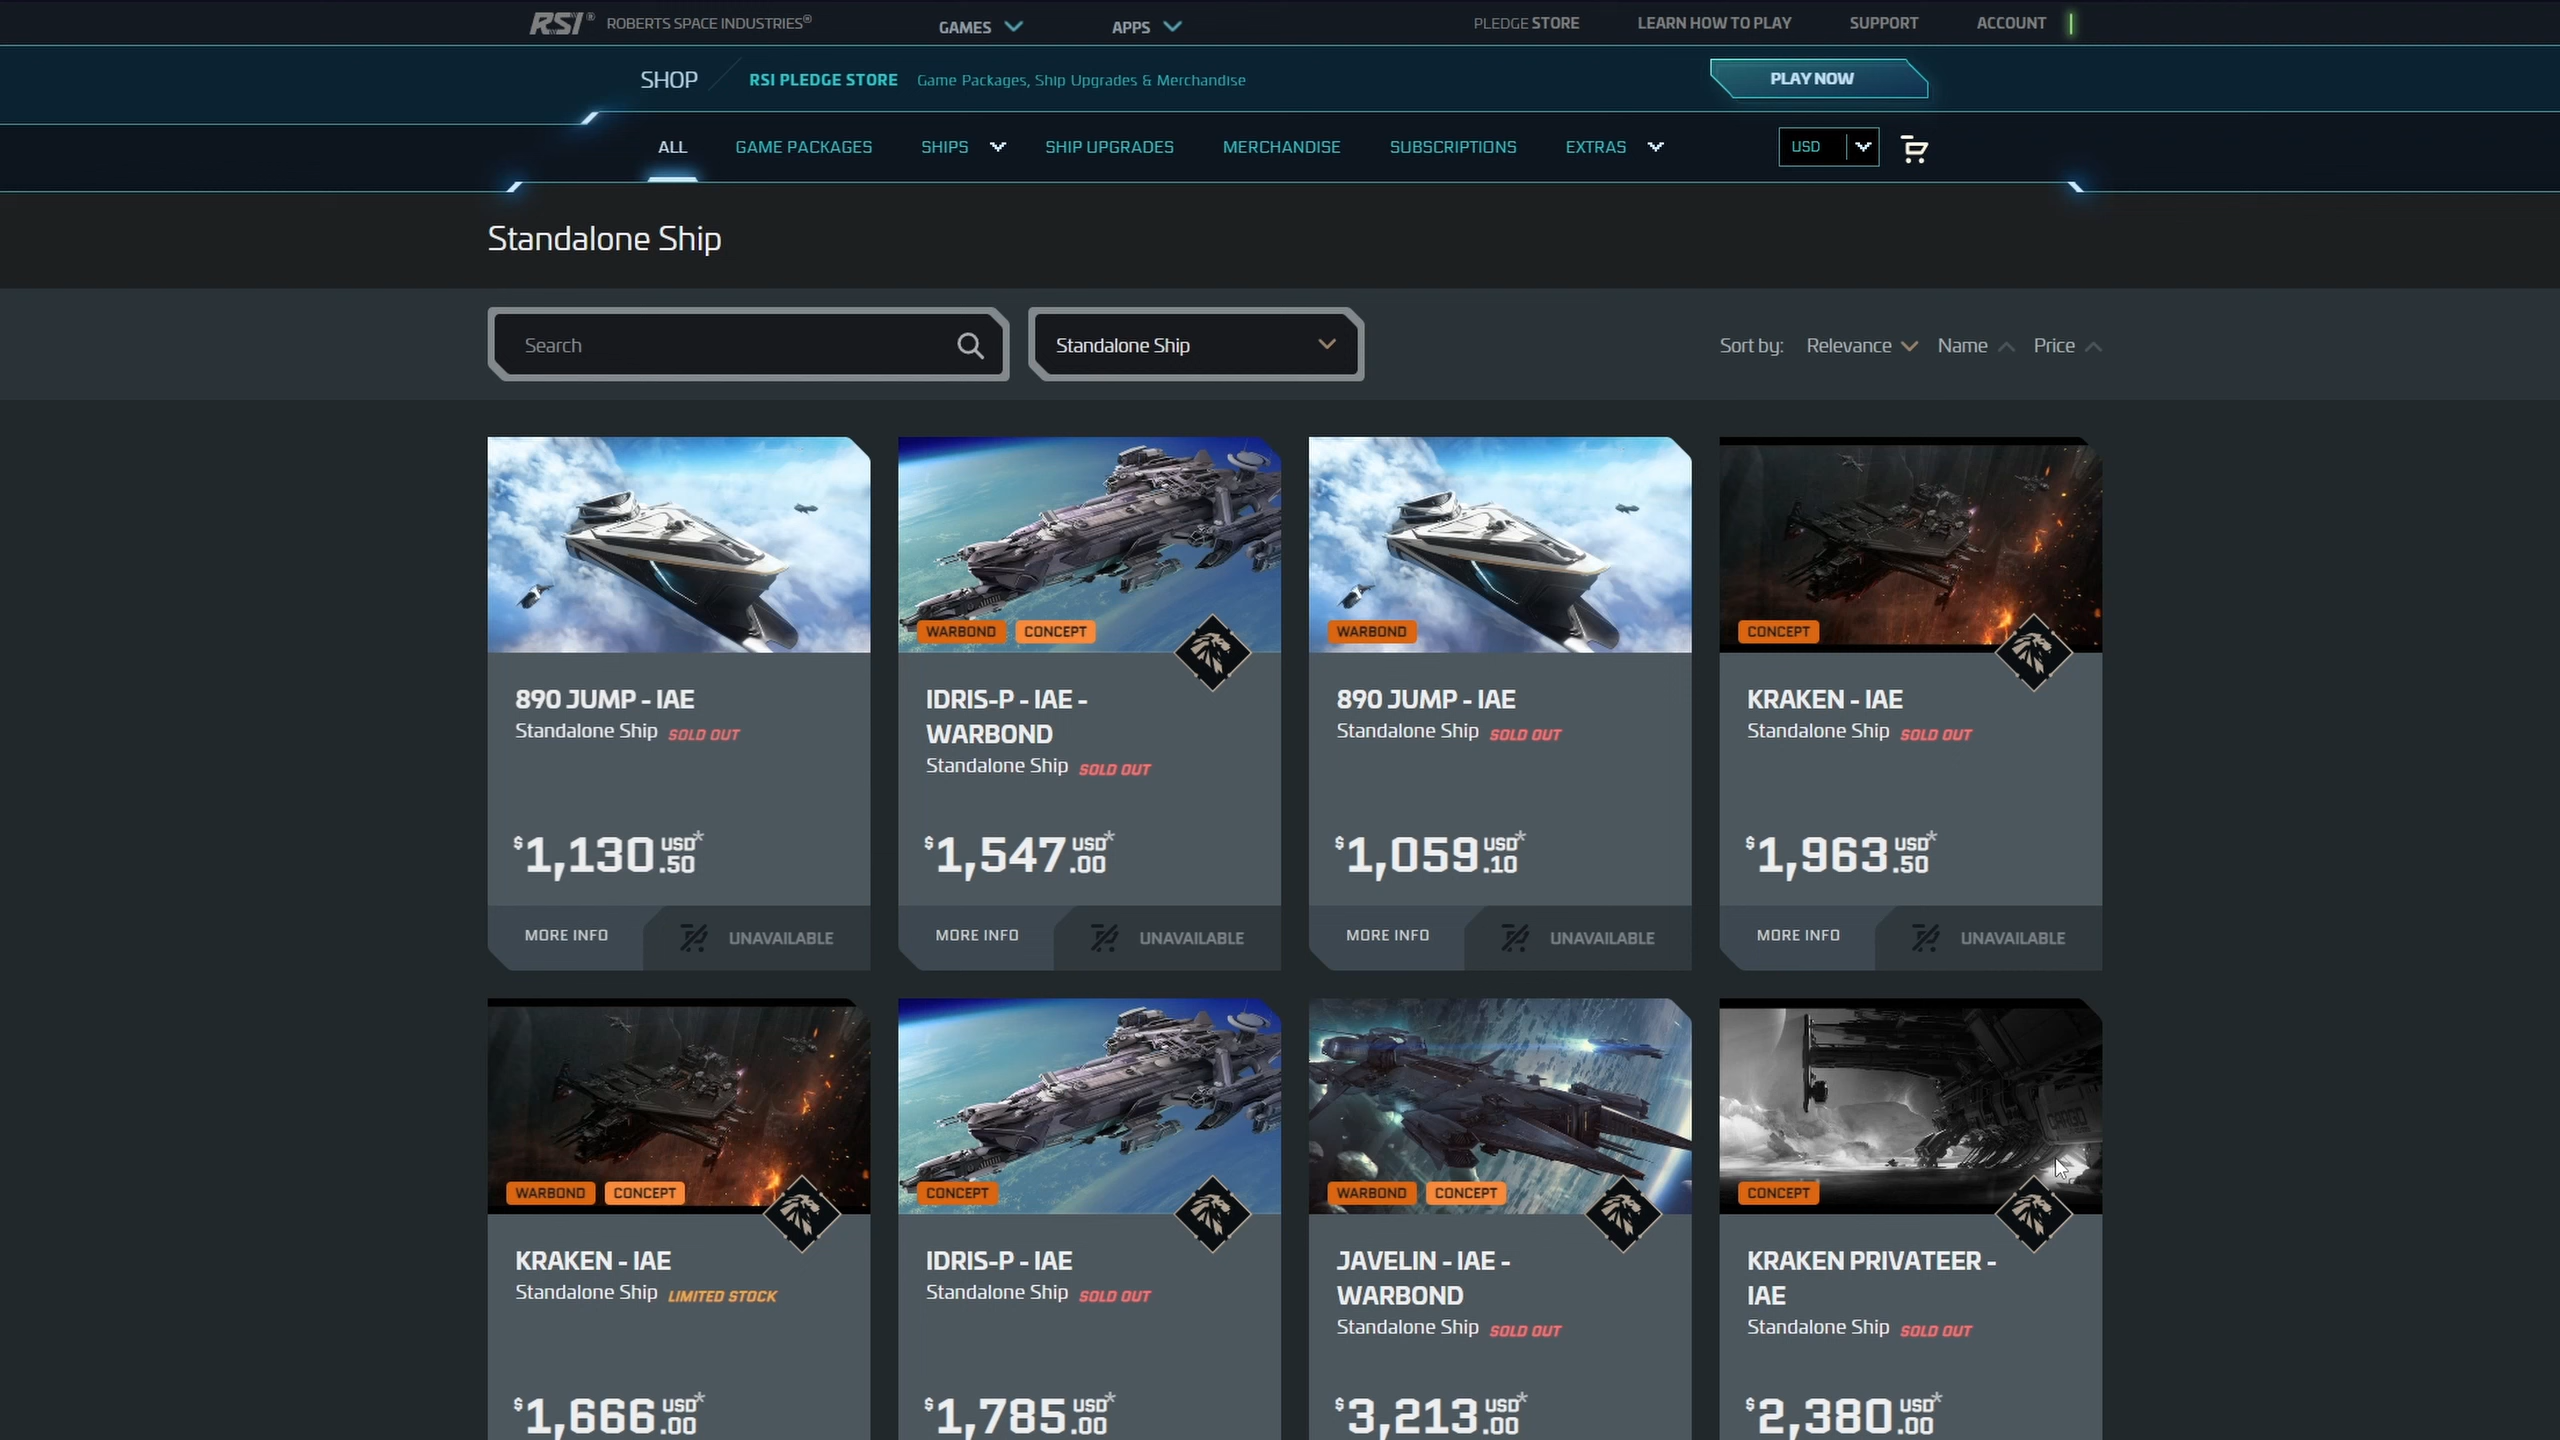 RSI® ROBERTS SPACE INDUSTRIES® GAMES APPS PLEDGE STORE LEARN HOW TO PLAY SUPPORT ACCOUNT
SHOP RSI PLEDGE STORE Game Packages, Ship Upgrades & Merchandise PLAY NOW
ALL GAME PACKAGES SHIPS SHIP UPGRADES MERCHANDISE SUBSCRIPTIONS EXTRAS USD
Standalone Ship
Search Standalone Ship Sort by: Relevance Name Price
890 JUMP - IAE
Standalone Ship SOLD OUT
$1,130.50 USD*
MORE INFO UNAVAILABLE
WARBOND CONCEPT
IDRIS-P - IAE -
WARBOND
Standalone Ship SOLD OUT
$1,547.00 USD*
MORE INFO UNAVAILABLE
WARBOND
890 JUMP - IAE
Standalone Ship SOLD OUT
$1,059.10 USD*
MORE INFO UNAVAILABLE
CONCEPT
KRAKEN - IAE
Standalone Ship SOLD OUT
$1,963.50 USD*
MORE INFO UNAVAILABLE
WARBOND CONCEPT
KRAKEN - IAE
Standalone Ship LIMITED STOCK
$1,666.00 USD*
CONCEPT
IDRIS-P - IAE
Standalone Ship SOLD OUT
$1,785.00 USD*
WARBOND CONCEPT
JAVELIN - IAE -
WARBOND
Standalone Ship SOLD OUT
$3,213.00 USD*
CONCEPT
KRAKEN PRIVATEER -
IAE
Standalone Ship SOLD OUT
$2,380.00 USD*